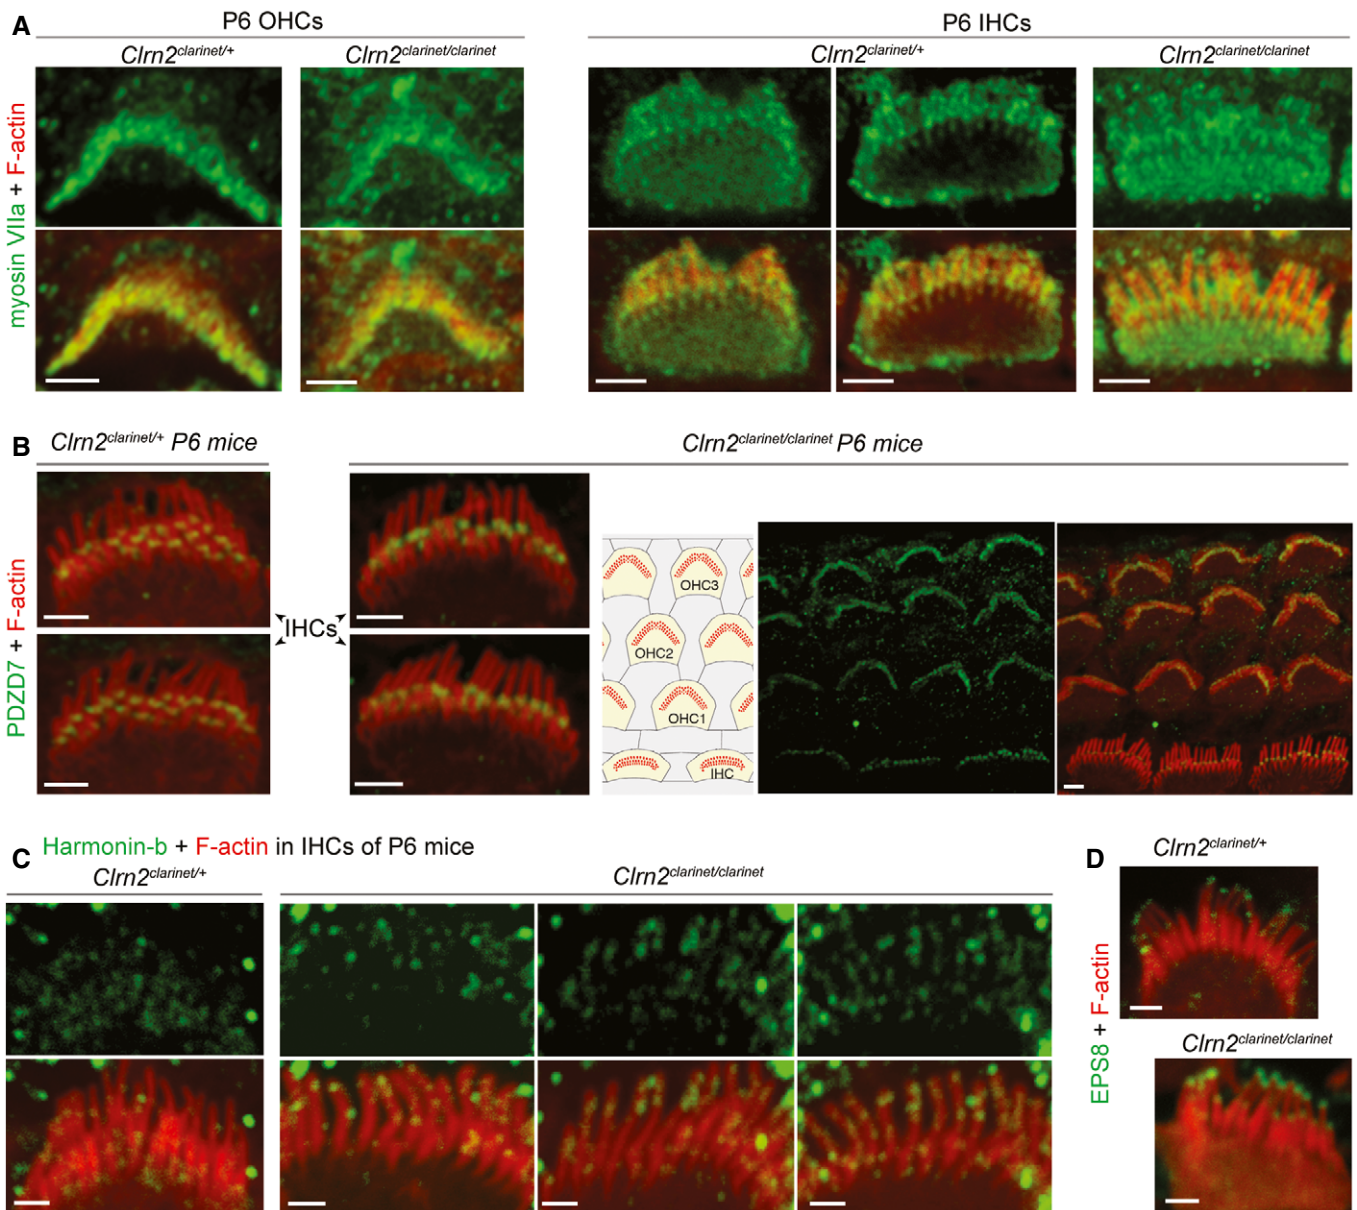 A
P6 OHCs
P6 IHCs
Clrn2clarinet/+
Clrn2clarinet/clarinet
Clrn2clarinet/+
Clrn2clarinet/clarinet
myosin VIIa + F-actin
B
Clrn2clarinet/+ P6 mice
Clrn2clarinet/clarinet P6 mice
PDZD7 + F-actin
IHCs
OHC3
OHC2
OHC1
IHC
C
Harmonin-b + F-actin in IHCs of P6 mice
Clrn2clarinet/+
Clrn2clarinet/clarinet
D
Clrn2clarinet/+
EPS8 + F-actin
Clrn2clarinet/clarinet